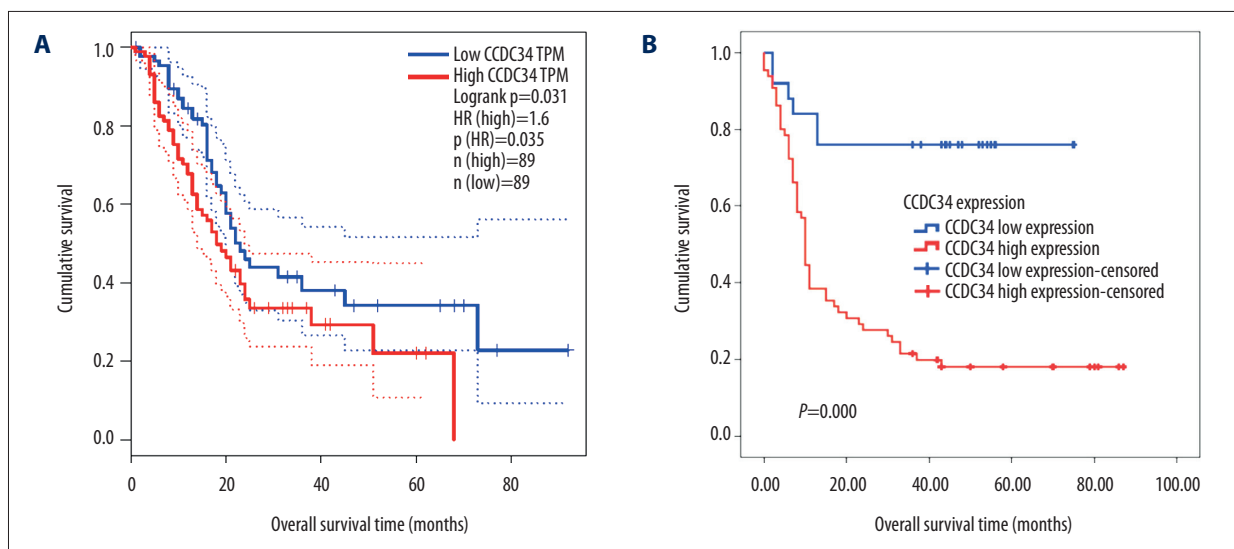 A
Low CCDC34 TPM
High CCDC34 TPM
Logrank p=0.031
HR (high)=1.6
p (HR)=0.035
n (high)=89
n (low)=89
Cumulative survival
1.0
0.8
0.6
0.4
0.2
0.0
0 20 40 60 80
Overall survival time (months)
B
Cumulative survival
1.0
0.8
0.6
0.4
0.2
0.0
CCDC34 expression
CCDC34 low expression
CCDC34 high expression
CCDC34 low expression-censored
CCDC34 high expression-censored
P=0.000
0.00 20.00 40.00 60.00 80.00 100.00
Overall survival time (months)